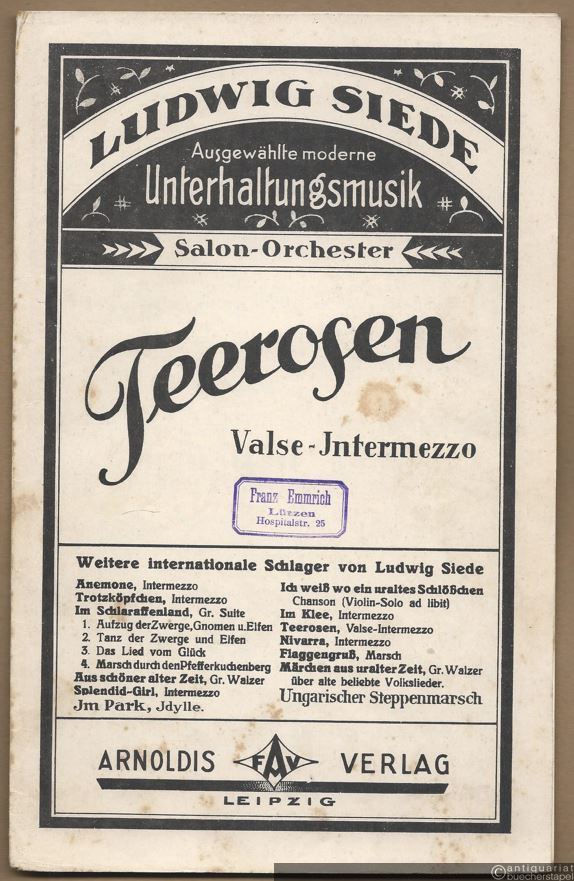 LUDWIG SIEDE
Ausgewählte moderne
Unterhaltungsmusik
Salon-Orchester
Teerosen
Valse-Jntermezzo
Franz Emmrich
Lützen
Hospitalstr. 25
Weitere internationale Schlager von Ludwig Siede
Anemone, Intermezzo
Trotzköpfchen, Intermezzo
Im Schlaraffenland, Gr. Suite
1. Aufzug der Zwerge, Gnomen u. Elfen
2. Tanz der Zwerge und Elfen
3. Das Lied vom Glück
4. Marsch durch den Pfefferkuchenberg
Aus schöner alter Zeit, Gr. Walzer
Splendid-Girl, Intermezzo
Jm Park, Jdylle.
Ich weiß wo ein uraltes Schlößchen
Chanson (Violin-Solo ad libit)
Im Klee, Intermezzo
Teerosen, Valse-Intermezzo
Nivarra, Intermezzo
Flaggengruß, Marsch
Märchen aus uralter Zeit, Gr. Walzer
über alte beliebte Volkslieder.
Ungarischer Steppenmarsch
ARNOLDIS FAV VERLAG
LEIPZIG
antiquariat
buecherstapel